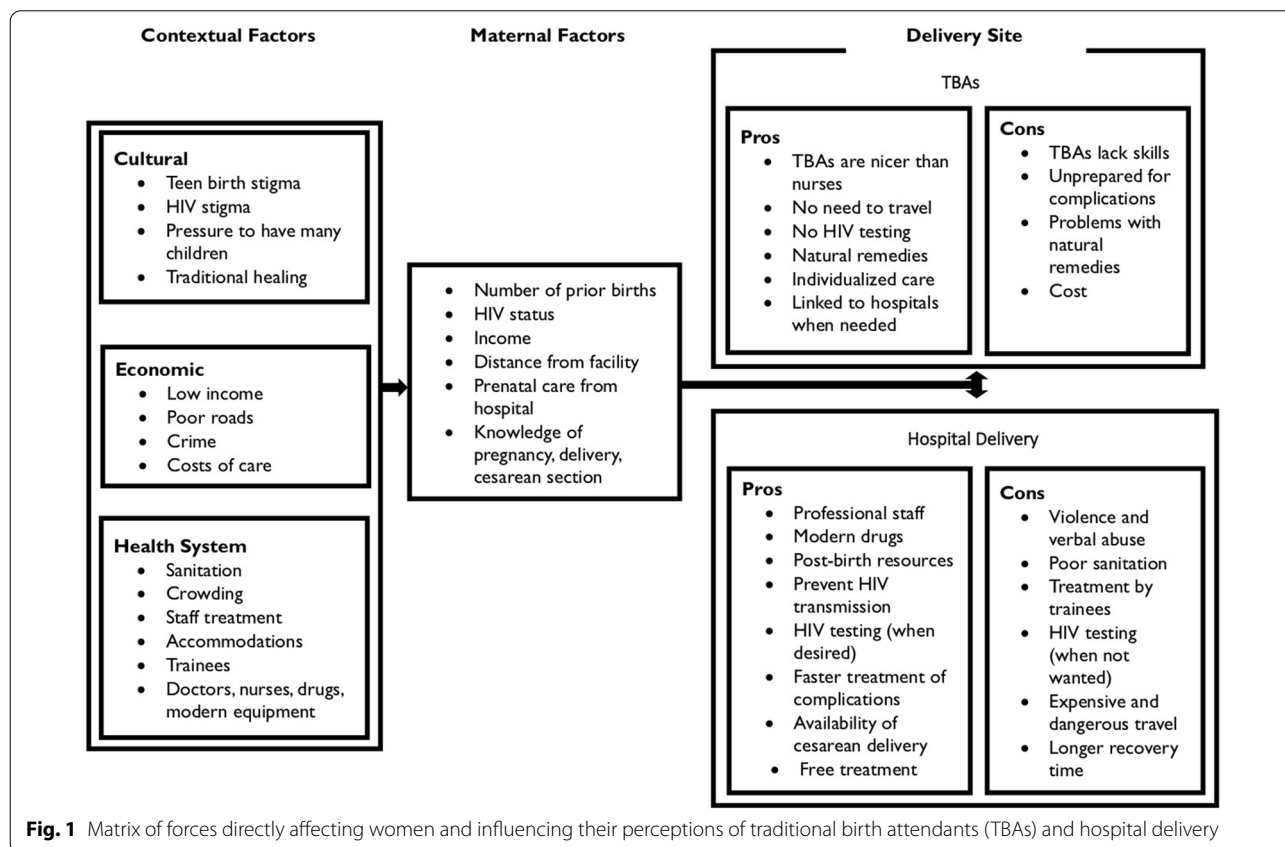 Contextual Factors
Maternal Factors
Delivery Site
Cultural
• Teen birth stigma
• HIV stigma
• Pressure to have many
children
• Traditional healing
Economic
• Low income
• Poor roads
• Crime
• Costs of care
Health System
• Sanitation
• Crowding
• Staff treatment
• Accommodations
• Trainees
• Doctors, nurses, drugs,
modern equipment
• Number of prior births
• HIV status
• Income
• Distance from facility
• Prenatal care from
hospital
• Knowledge of
pregnancy, delivery,
cesarean section
TBAs
Pros
• TBAs are nicer than
nurses
• No need to travel
• No HIV testing
• Natural remedies
• Individualized care
• Linked to hospitals
when needed
Cons
• TBAs lack skills
• Unprepared for
complications
• Problems with
natural
remedies
• Cost
Hospital Delivery
Pros
• Professional staff
• Modern drugs
• Post-birth resources
• Prevent HIV
transmission
• HIV testing (when
desired)
• Faster treatment of
complications
• Availability of
cesarean delivery
• Free treatment
Cons
• Violence and
verbal abuse
• Poor sanitation
• Treatment by
trainees
• HIV testing
(when not
wanted)
• Expensive and
dangerous travel
• Longer recovery
time
Fig. 1 Matrix of forces directly affecting women and influencing their perceptions of traditional birth attendants (TBAs) and hospital delivery